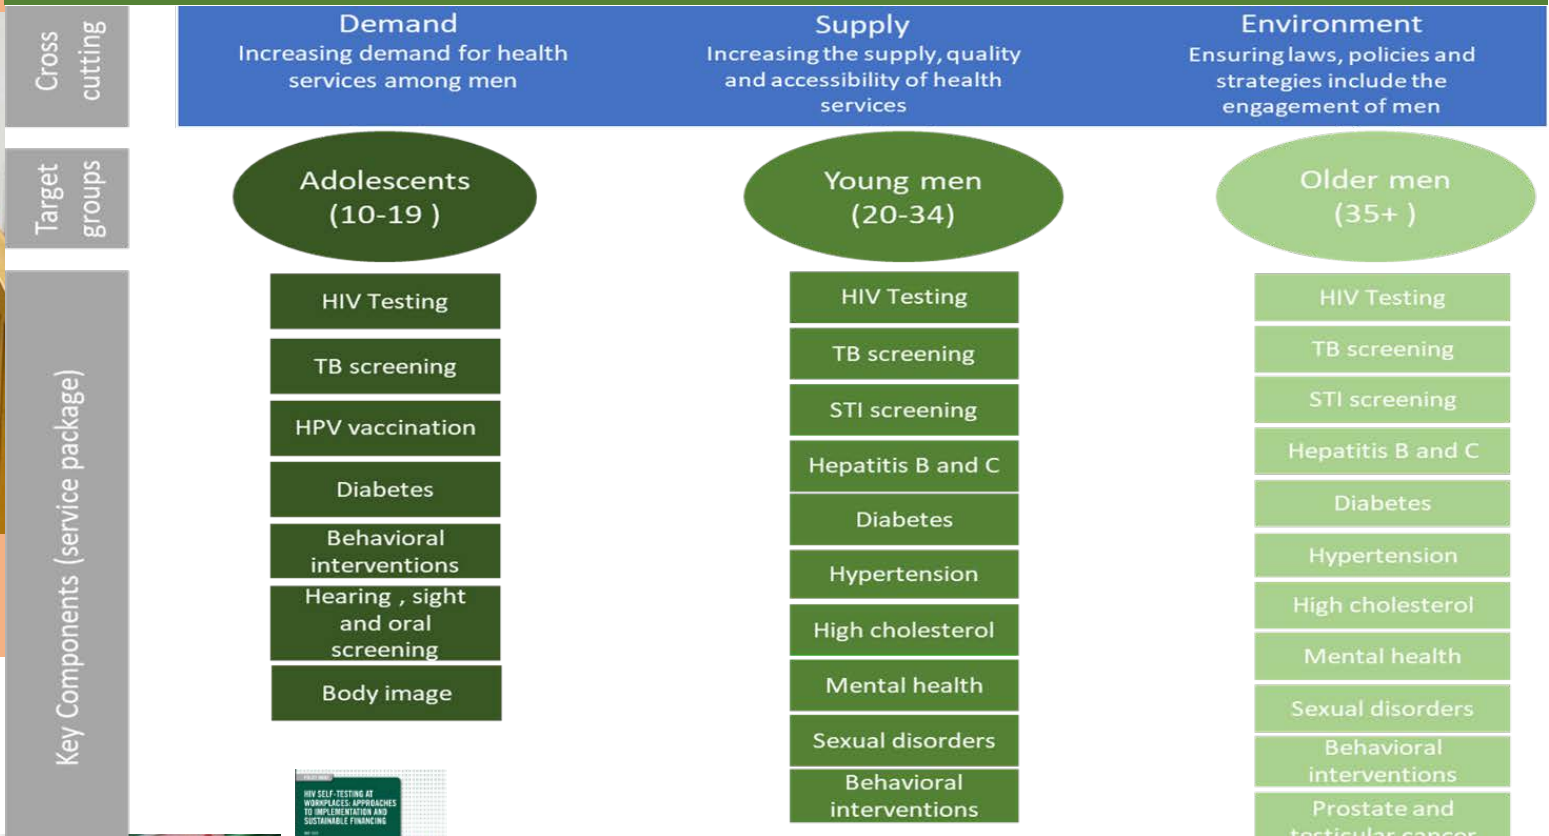 Cross
cutting
Demand
Increasing demand for health
services among men
Supply
Increasing the supply, quality
and accessibility of health
services
Environment
Ensuring laws, policies and
strategies include the
engagement of men
Target
groups
Adolescents
(10-19 )
Young men
(20-34)
Older men
(35+ )
Key Components (service package)
HIV Testing
TB screening
HPV vaccination
Diabetes
Behavioral
interventions
Hearing , sight
and oral
screening
Body image
HIV Testing
TB screening
STI screening
Hepatitis B and C
Diabetes
Hypertension
High cholesterol
Mental health
Sexual disorders
Behavioral
interventions
HIV Testing
TB screening
STI screening
Hepatitis B and C
Diabetes
Hypertension
High cholesterol
Mental health
Sexual disorders
Behavioral
interventions
Prostate and
testicular cancer
HIV SELF-TESTING AT
WORKPLACES: APPROACHES
TO IMPLEMENTATION AND
SUSTAINABLE FINANCING